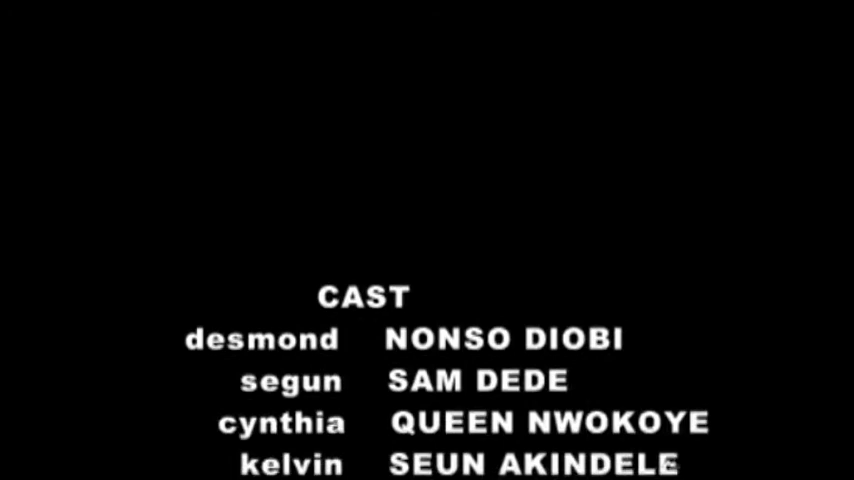 CAST
desmond NONSO DIOBI
segun SAM DEDE
cynthia QUEEN NWOKOYE
kelvin SEUN AKINDELE